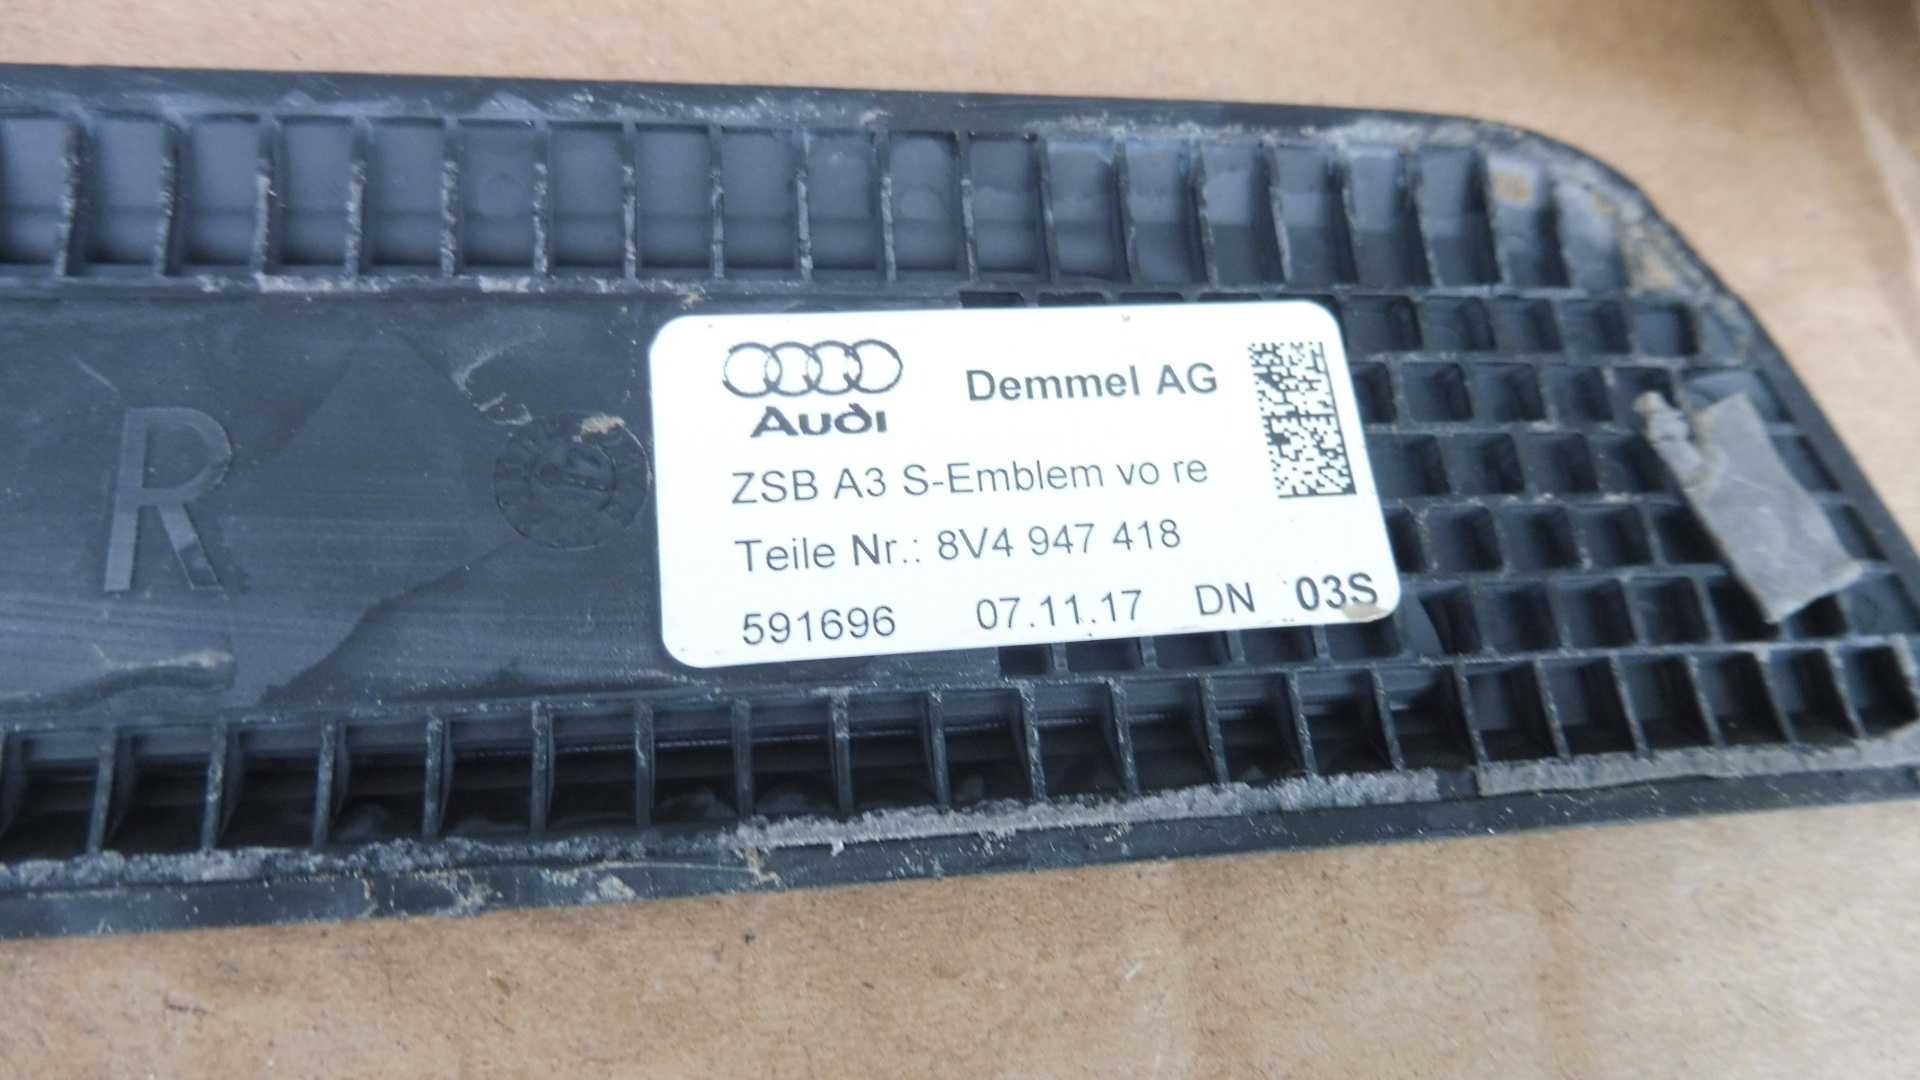 R
Audi
Demmel AG
ZSB A3 S-Emblem vo re
Teile Nr.: 8V4 947 418
591696 07.11.17 DN 03S